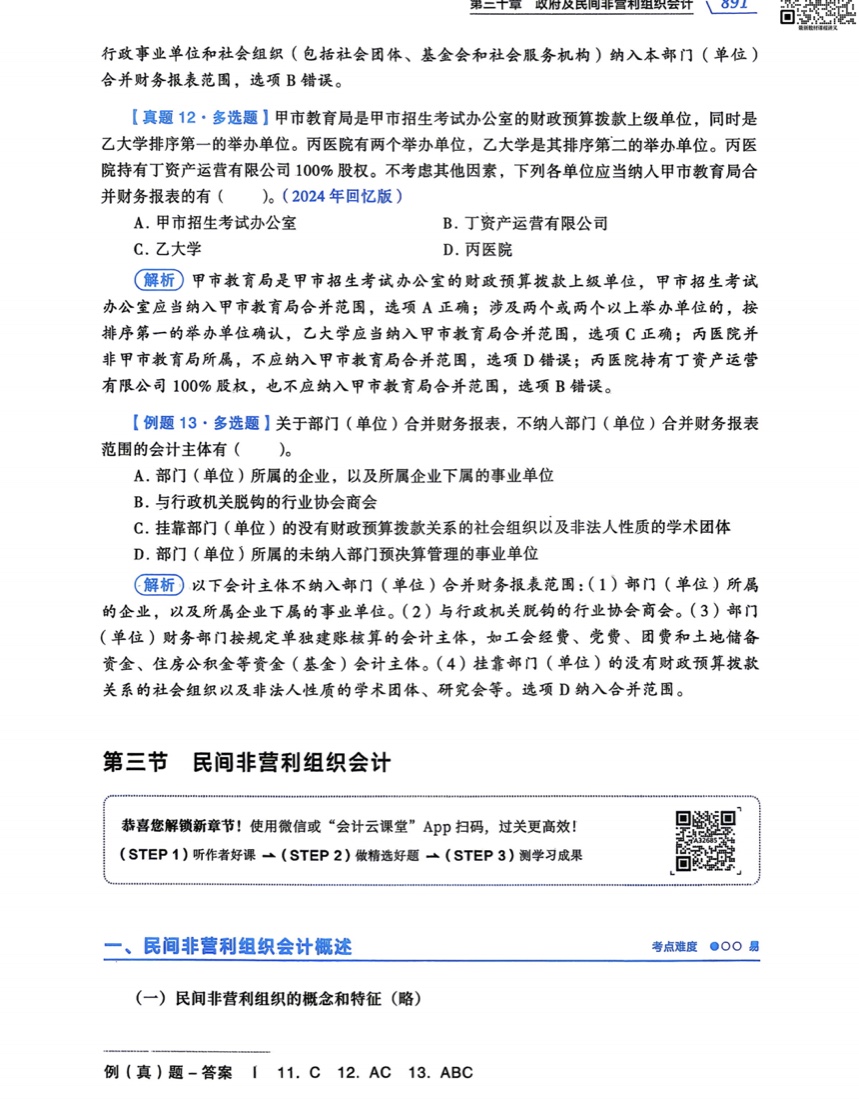 第三十章 政府及民间非营利组织会计 891
行政事业单位和社会组织（包括社会团体、基金会和社会服务机构）纳入本部门（单位）
合并财务报表范围，选项 B 错误。
【真题 12·多选题】甲市教育局是甲市招生考试办公室的财政预算拨款上级单位，同时是
乙大学排序第一的举办单位。丙医院有两个举办单位，乙大学是其排序第二的举办单位。丙医
院持有丁资产运营有限公司 100% 股权。不考虑其他因素，下列各单位应当纳入甲市教育局合
并财务报表的有（　　）。（2024 年回忆版）
A. 甲市招生考试办公室 B. 丁资产运营有限公司
C. 乙大学 D. 丙医院
解析 甲市教育局是甲市招生考试办公室的财政预算拨款上级单位，甲市招生考试
办公室应当纳入甲市教育局合并范围，选项 A 正确；涉及两个或两个以上举办单位的，按
排序第一的举办单位确认，乙大学应当纳入甲市教育局合并范围，选项 C 正确；丙医院并
非甲市教育局所属，不应纳入甲市教育局合并范围，选项 D 错误；丙医院持有丁资产运营
有限公司 100% 股权，也不应纳入甲市教育局合并范围，选项 B 错误。
【例题 13·多选题】关于部门（单位）合并财务报表，不纳入部门（单位）合并财务报表
范围的会计主体有（　　）。
A. 部门（单位）所属的企业，以及所属企业下属的事业单位
B. 与行政机关脱钩的行业协会商会
C. 挂靠部门（单位）的没有财政预算拨款关系的社会组织以及非法人性质的学术团体
D. 部门（单位）所属的未纳入部门预决算管理的事业单位
解析 以下会计主体不纳入部门（单位）合并财务报表范围：（1）部门（单位）所属
的企业，以及所属企业下属的事业单位。（2）与行政机关脱钩的行业协会商会。（3）部门
（单位）财务部门按规定单独建账核算的会计主体，如工会经费、党费、团费和土地储备
资金、住房公积金等资金（基金）会计主体。（4）挂靠部门（单位）的没有财政预算拨款
关系的社会组织以及非法人性质的学术团体、研究会等。选项 D 纳入合并范围。
第三节 民间非营利组织会计
恭喜您解锁新章节！使用微信或“会计云课堂”App 扫码，过关更高效！
（STEP 1）听作者好课 ⇀（STEP 2）做精选好题 ⇀（STEP 3）测学习成果
一、民间非营利组织会计概述 考点难度 ●○○ 易
（一）民间非营利组织的概念和特征（略）
例（真）题－答案 | 11. C 12. AC 13. ABC